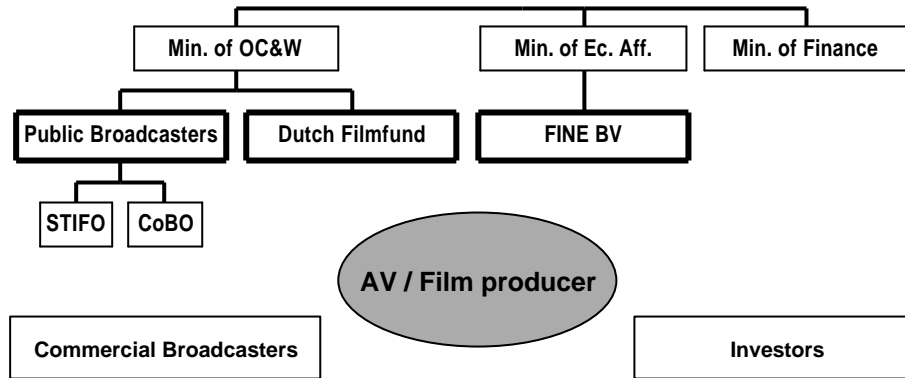 Min. of OC&W
Min. of Ec. Aff.
Min. of Finance
Public Broadcasters
Dutch Filmfund
FINE BV
STIFO
CoBO
AV / Film producer
Commercial Broadcasters
Investors